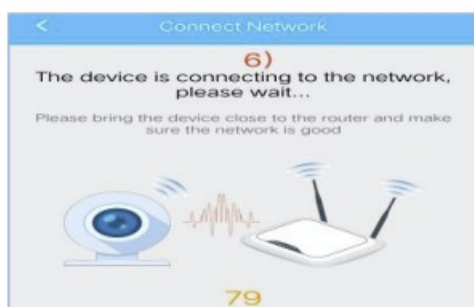 <
Connect Network
6)
The device is connecting to the network,
please wait...
Please bring the device close to the router and make
sure the network is good
79